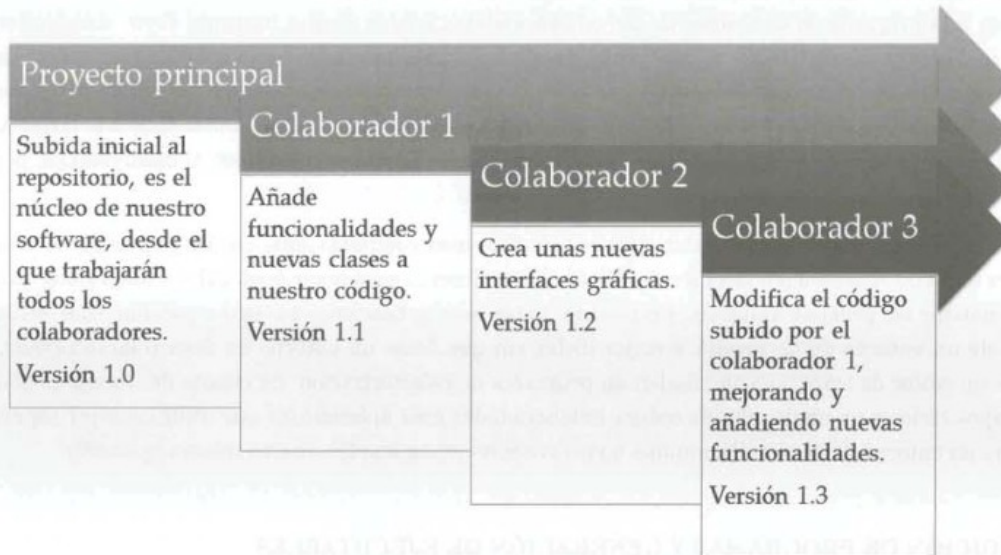 Proyecto principal
Subida inicial al
repositorio, es el
núcleo de nuestro
software, desde el
que trabajarán
todos los
colaboradores.
Versión 1.0
Colaborador 1
Añade
funcionalidades y
nuevas clases a
nuestro código.
Versión 1.1
Colaborador 2
Crea unas nuevas
interfaces gráficas.
Versión 1.2
Colaborador 3
Modifica el código
subido por el
colaborador 1,
mejorando y
añadiendo nuevas
funcionalidades.
Versión 1.3